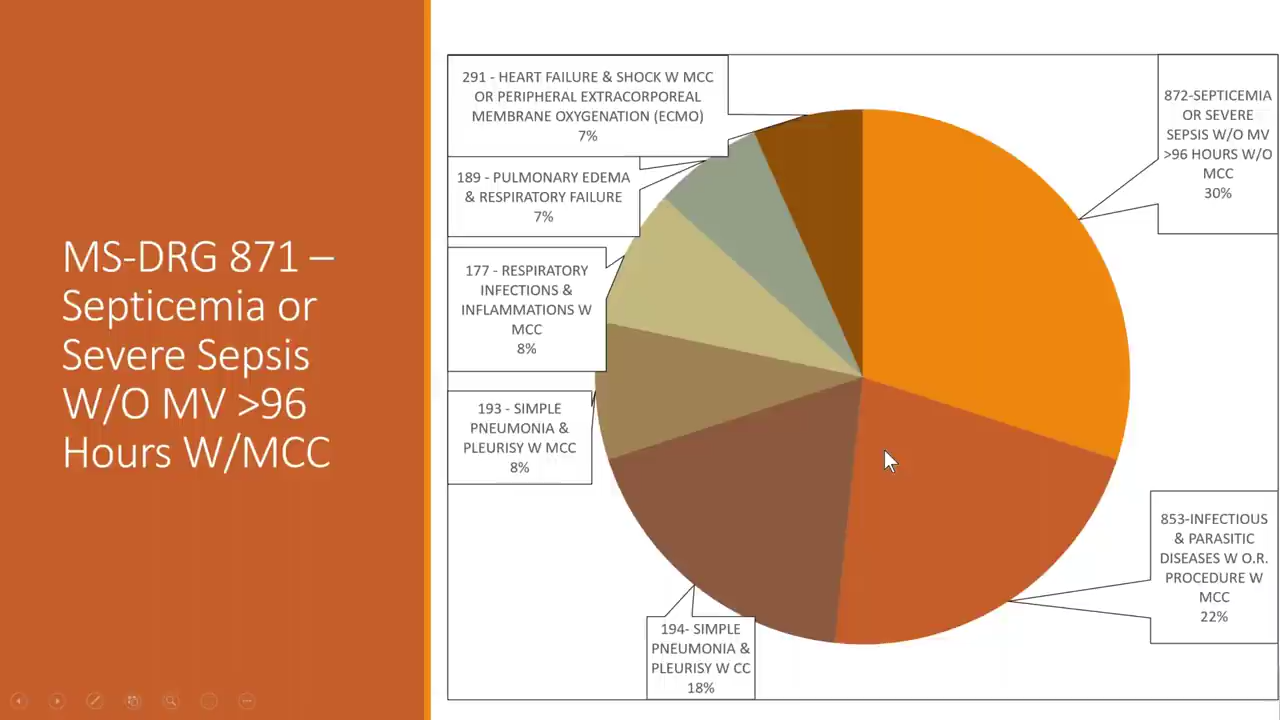 MS-DRG 871 –
Septicemia or
Severe Sepsis
W/O MV >96
Hours W/MCC
291 - HEART FAILURE & SHOCK W MCC
OR PERIPHERAL EXTRACORPOREAL
MEMBRANE OXYGENATION (ECMO)
7%
189 - PULMONARY EDEMA
& RESPIRATORY FAILURE
7%
177 - RESPIRATORY
INFECTIONS &
INFLAMMATIONS W
MCC
8%
193 - SIMPLE
PNEUMONIA &
PLEURISY W MCC
8%
194- SIMPLE
PNEUMONIA &
PLEURISY W CC
18%
872-SEPTICEMIA
OR SEVERE
SEPSIS W/O MV
>96 HOURS W/O
MCC
30%
853-INFECTIOUS
& PARASITIC
DISEASES W O.R.
PROCEDURE W
MCC
22%